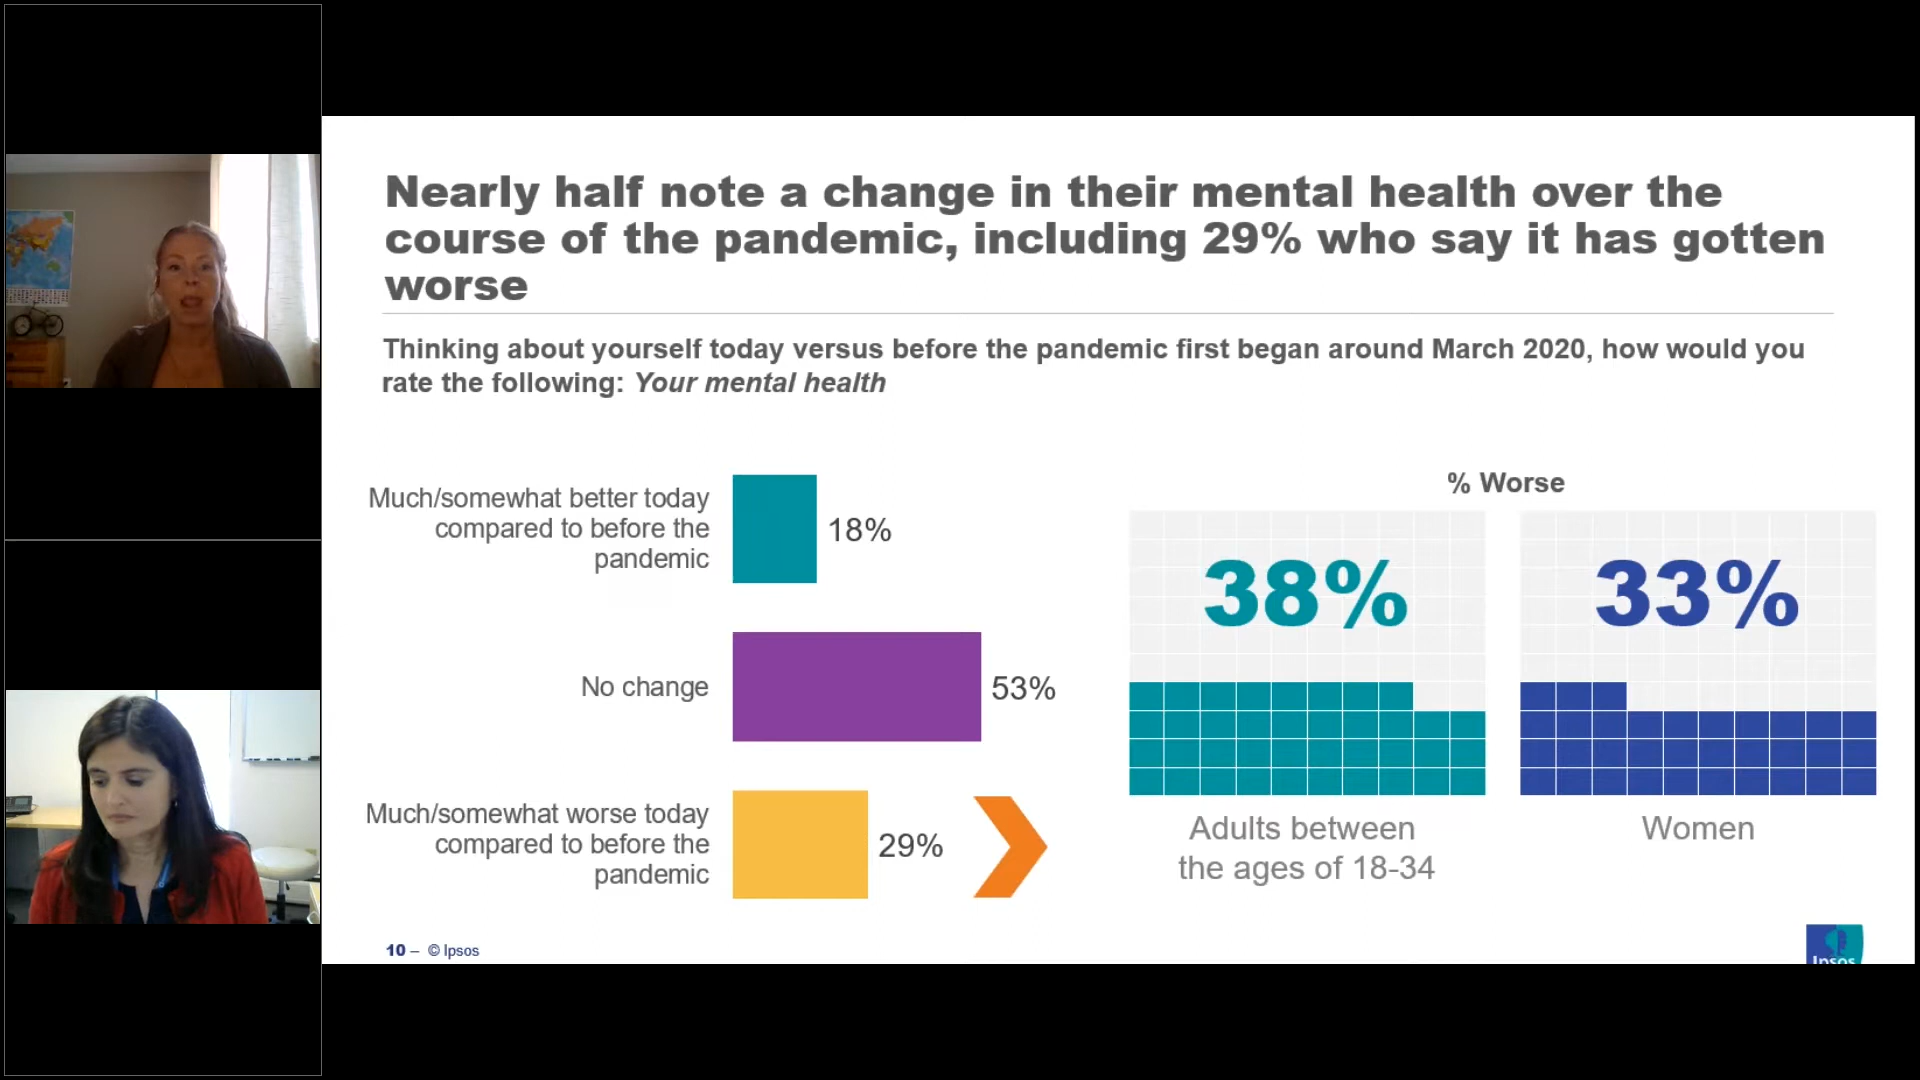 Nearly half note a change in their mental health over the
course of the pandemic, including 29% who say it has gotten
worse
Thinking about yourself today versus before the pandemic first began around March 2020, how would you
rate the following: Your mental health
Much/somewhat better today
compared to before the
pandemic
18%
No change
53%
Much/somewhat worse today
compared to before the
pandemic
29%
% Worse
38%
33%
Adults between
the ages of 18-34
Women
10 – © Ipsos
Ipsos